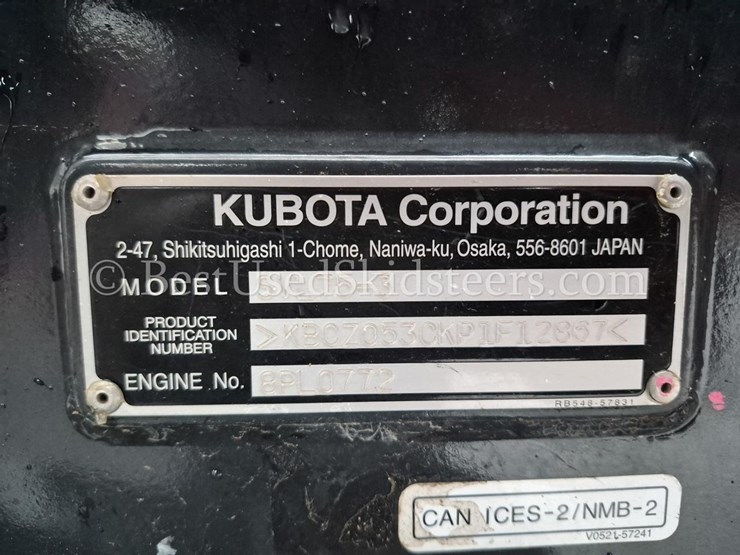 KUBOTA Corporation
2-47, Shikitsuhigashi 1-Chome, Naniwa-ku, Osaka, 556-8601 JAPAN
© BestUsedSkidsteers.com
MODEL
PRODUCT
IDENTIFICATION
NUMBER
ENGINE No. 8PL0772
RB548-57831
CAN ICES-2/NMB-2
V0521-57241